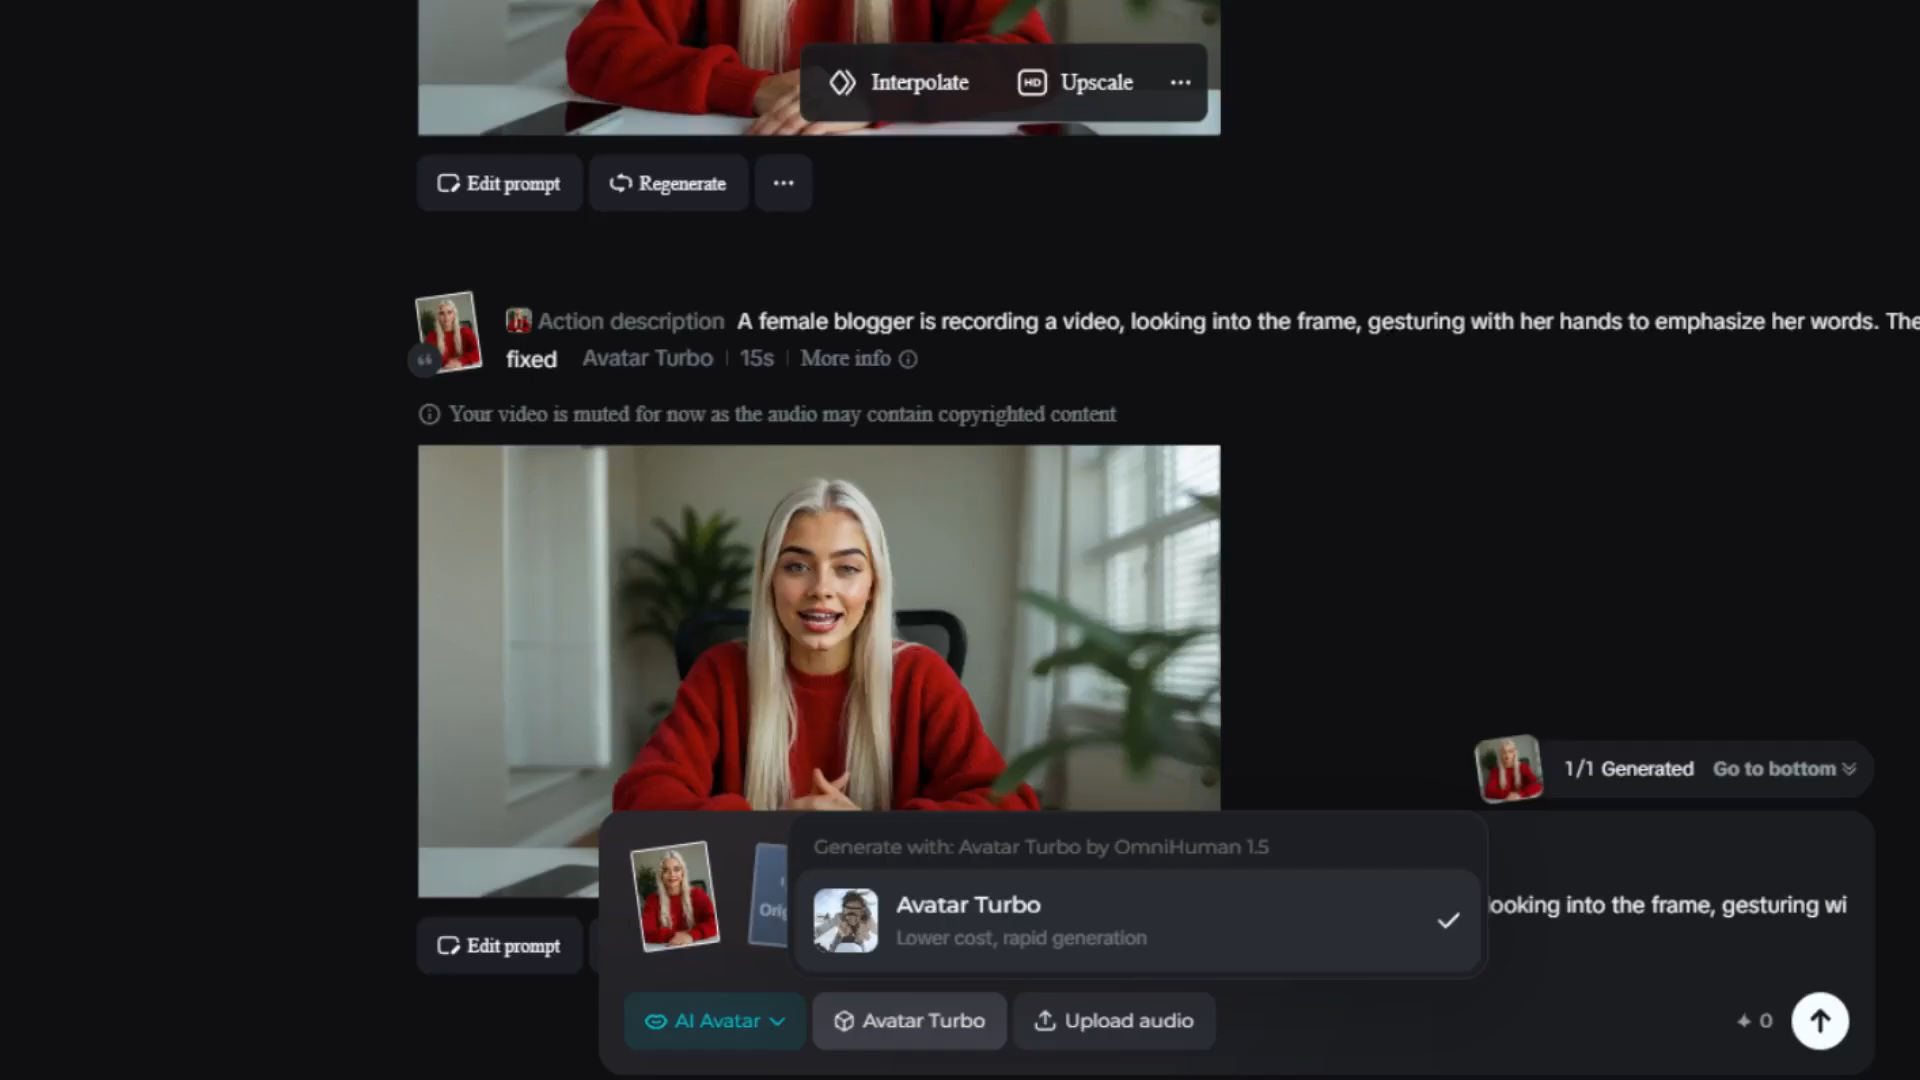 Interpolate
HD
Upscale
Edit prompt
Regenerate
Action description A female blogger is recording a video, looking into the frame, gesturing with her hands to emphasize her words. The
fixed Avatar Turbo | 15s | More info
Your video is muted for now as the audio may contain copyrighted content
1/1 Generated Go to bottom
Generate with: Avatar Turbo by OmniHuman 1.5
Avatar Turbo
Lower cost, rapid generation
looking into the frame, gesturing wi
Edit prompt
AI Avatar
Avatar Turbo
Upload audio
0